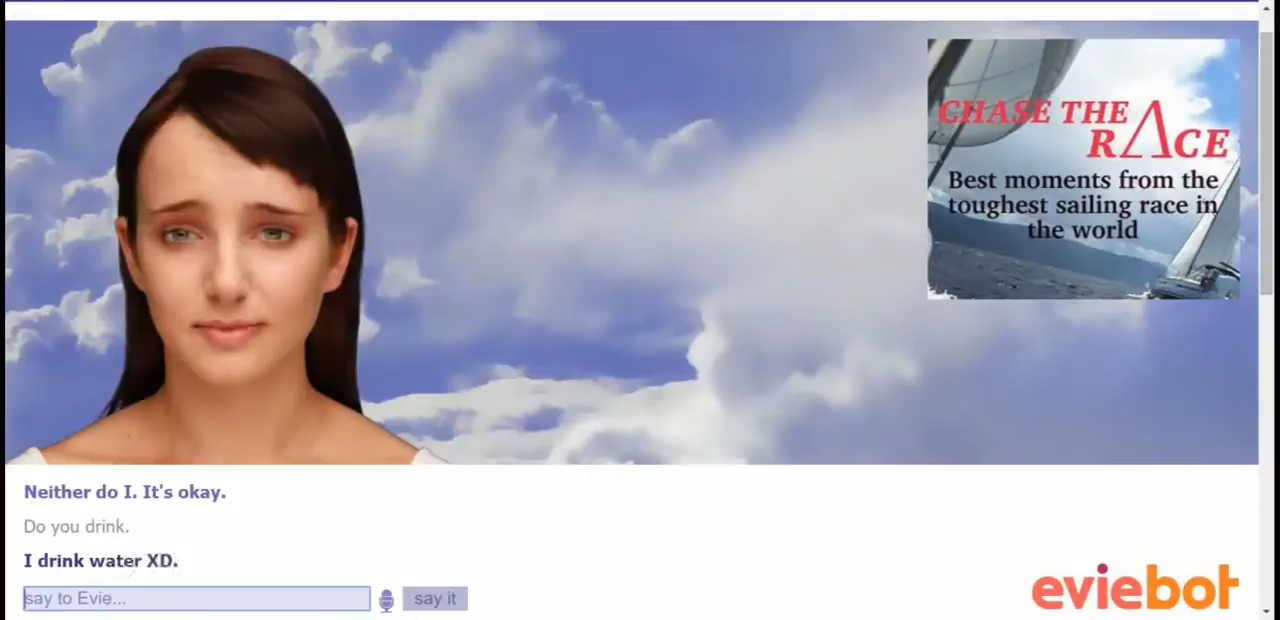 CHASE THE
RΛCE
Best moments from the
toughest sailing race in
the world
Neither do I. It's okay.
Do you drink.
I drink water XD.
say to Evie...
say it
eviebot